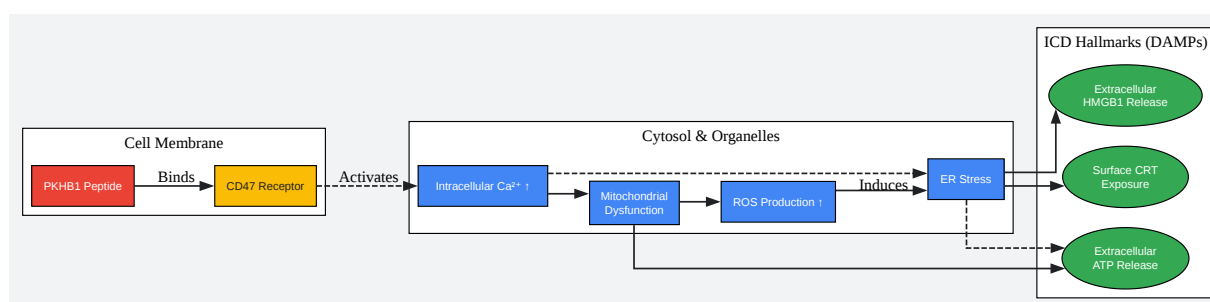 ICD Hallmarks (DAMPs)
Extracellular
HMGB1 Release
Cell Membrane
Cytosol & Organelles
PKHB1 Peptide
Binds
CD47 Receptor
Activates
Intracellular Ca²⁺ ↑
Mitochondrial
Dysfunction
ROS Production ↑
Induces
ER Stress
Surface CRT
Exposure
Extracellular
ATP Release